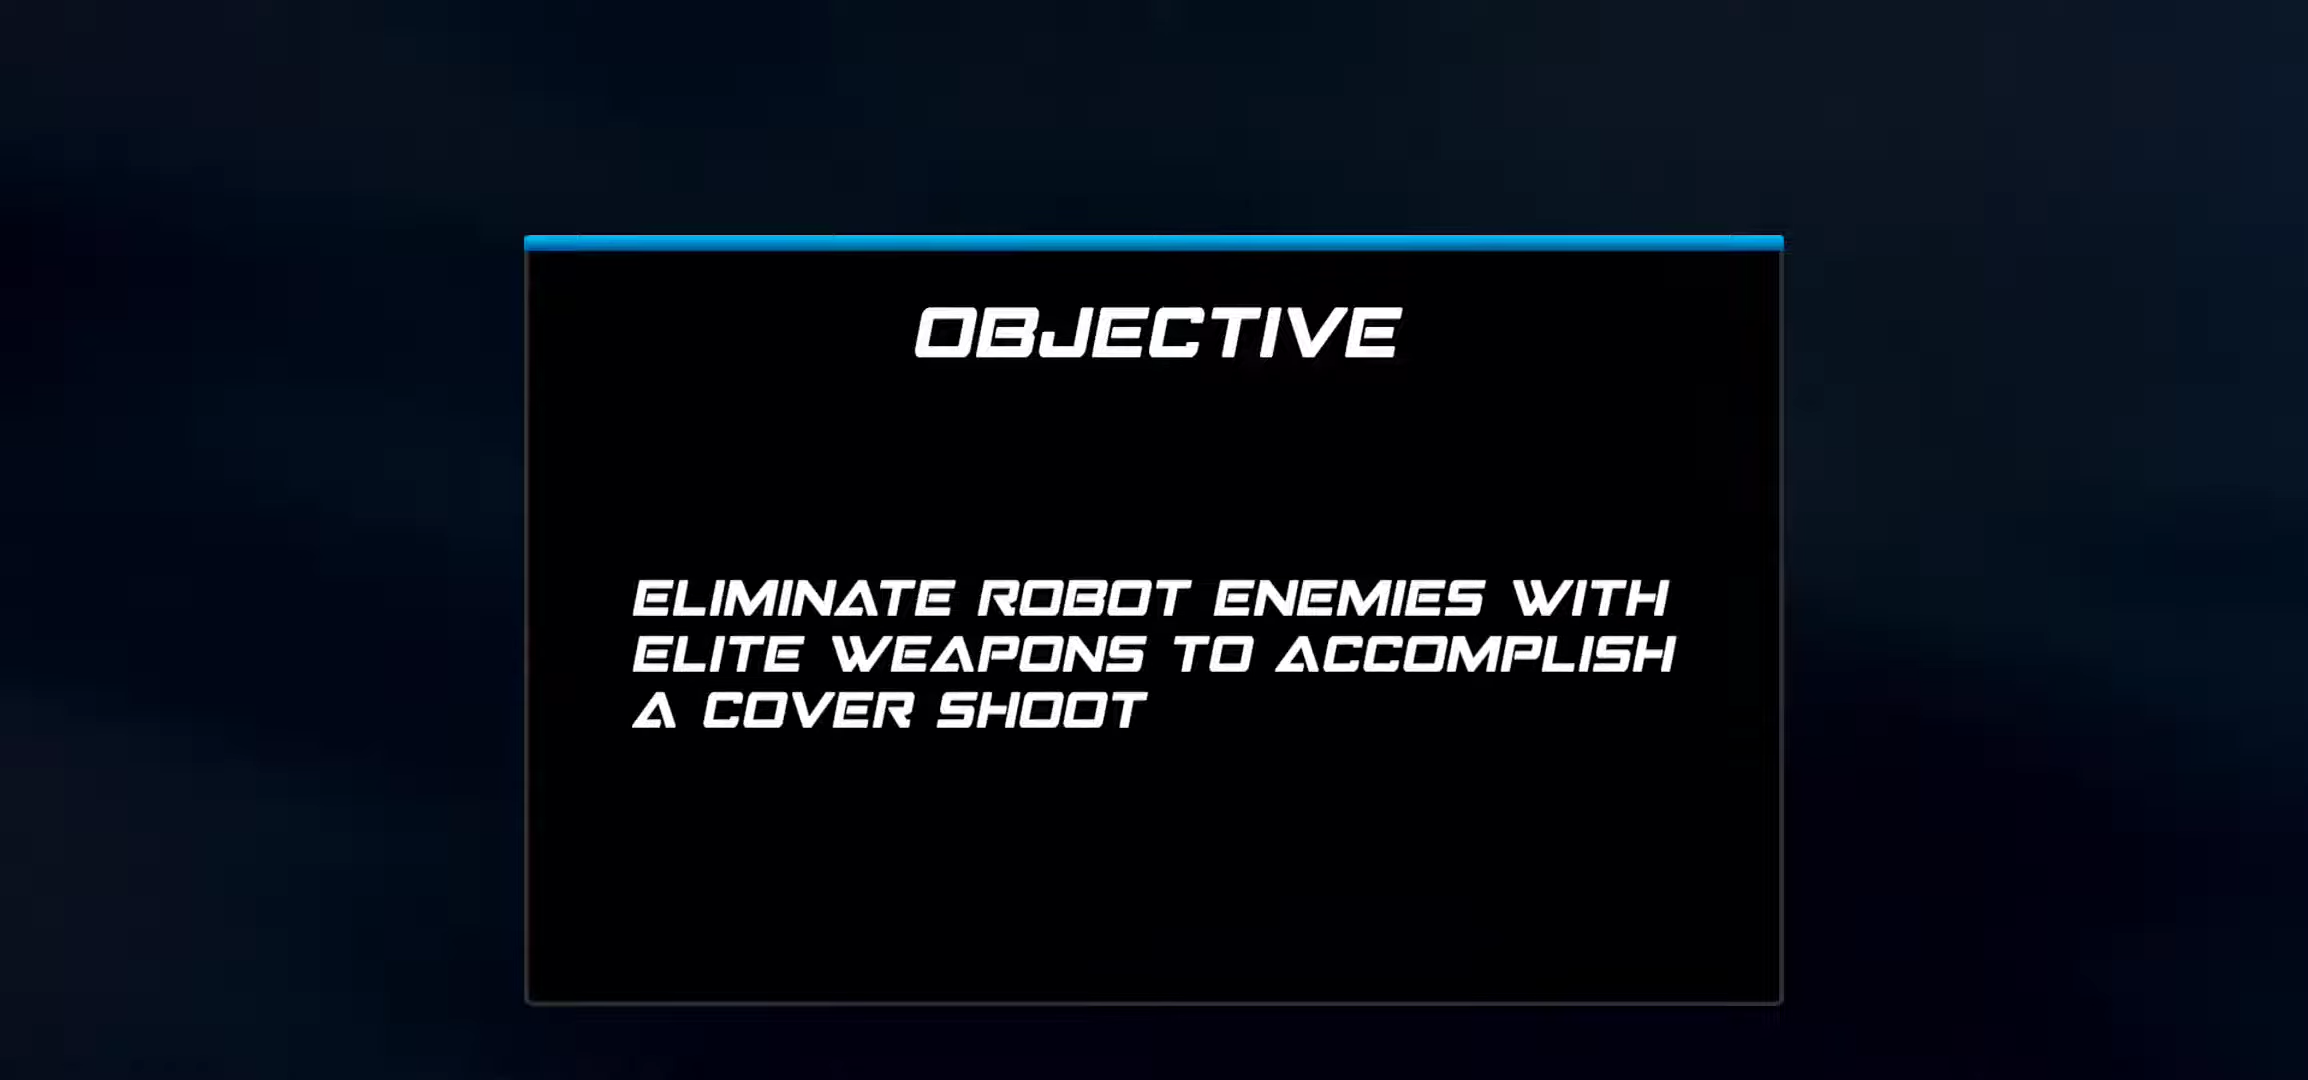 OBJECTIVE
ELIMINATE ROBOT ENEMIES WITH
ELITE WEAPONS TO ACCOMPLISH
A COVER SHOOT